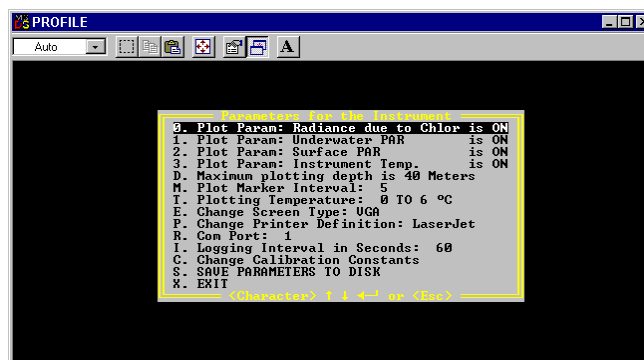 PROFILE
Auto
A
Parameters for the Instrument
0. Plot Param: Radiance due to Chlor is ON
1. Plot Param: Underwater PAR is ON
2. Plot Param: Surface PAR is ON
3. Plot Param: Instrument Temp. is ON
D. Maximum plotting depth is 40 Meters
M. Plot Marker Interval: 5
T. Plotting Temperature: 0 TO 6 ºC
E. Change Screen Type: VGA
P. Change Printer Definition: LaserJet
R. Com Port: 1
I. Logging Interval in Seconds: 60
C. Change Calibration Constants
S. SAVE PARAMETERS TO DISK
X. EXIT
<Character> ↑ ↓ ◄┘ or <Esc>